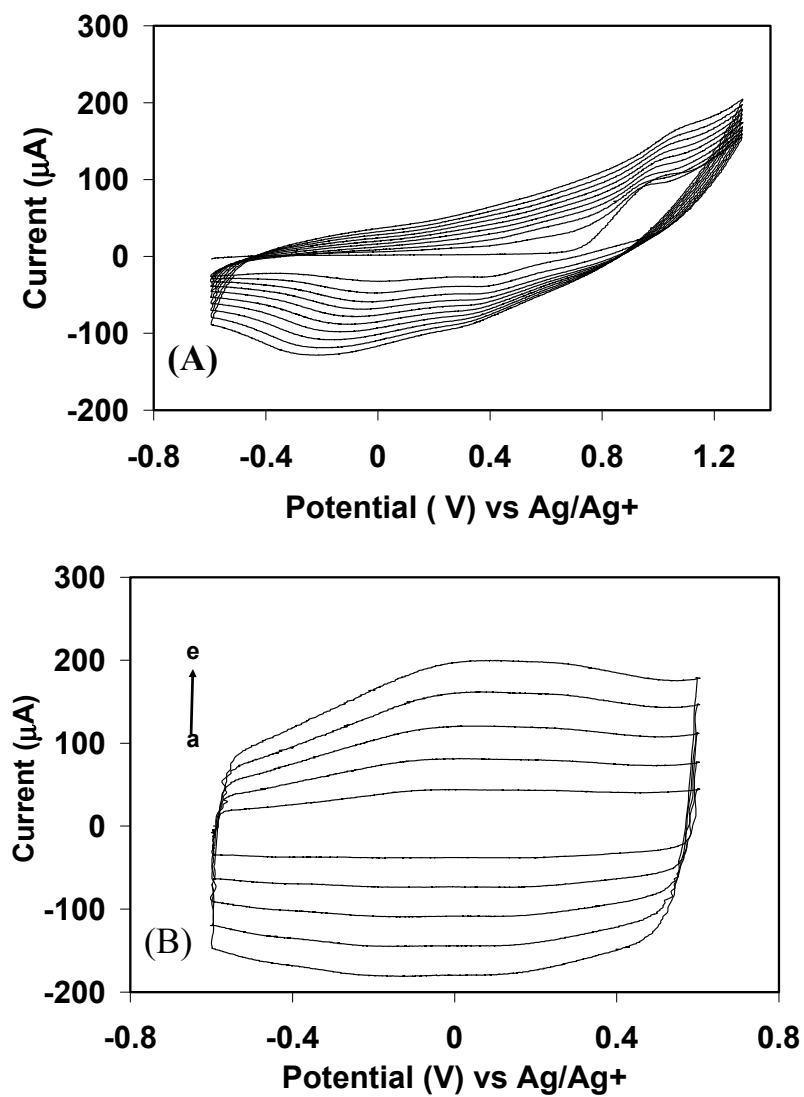 300
200
100
0
-100
-200
Current (μA)
(A)
-0.8 -0.4 0 0.4 0.8 1.2
Potential ( V) vs Ag/Ag+
300
200
100
0
-100
-200
Current (μA)
e
a
(B)
-0.8 -0.4 0 0.4 0.8
Potential (V) vs Ag/Ag+